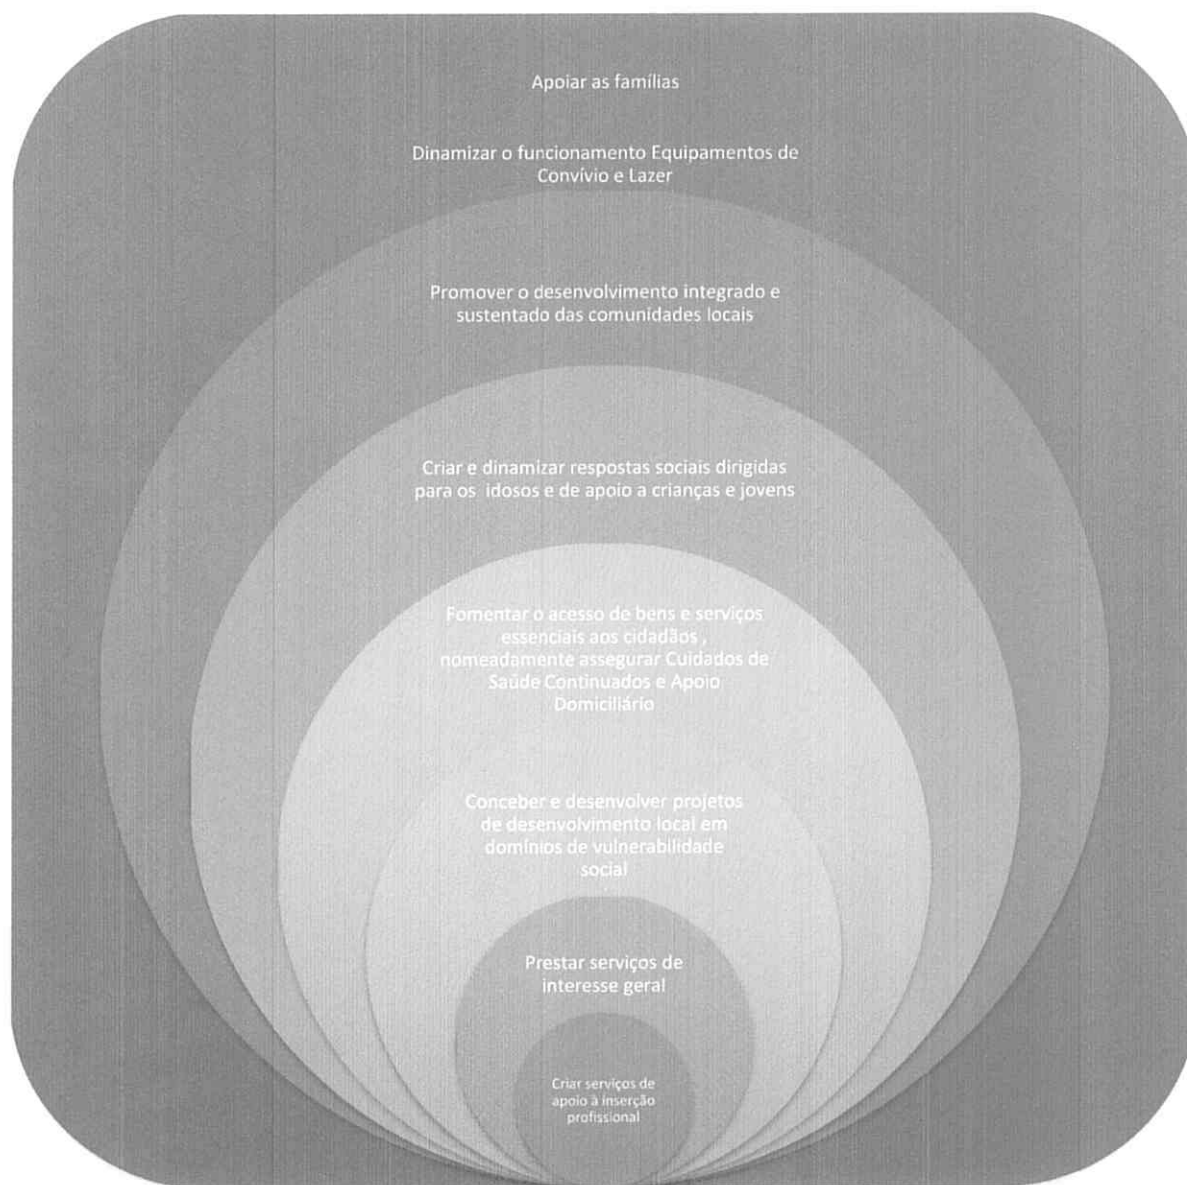 Apoiar as famílias
Dinamizar o funcionamento Equipamentos de
Convívio e Lazer
Promover o desenvolvimento integrado e
sustentado das comunidades locais
Criar e dinamizar respostas sociais dirigidas
para os idosos e de apoio a crianças e jovens
Fomentar o acesso de bens e serviços
essenciais aos cidadãos ,
nomeadamente assegurar Cuidados de
Saúde Continuados e Apoio
Domiciliário
Conceber e desenvolver projetos
de desenvolvimento local em
domínios de vulnerabilidade
social
Prestar serviços de
interesse geral
Criar serviços de
apoio à inserção
profissional